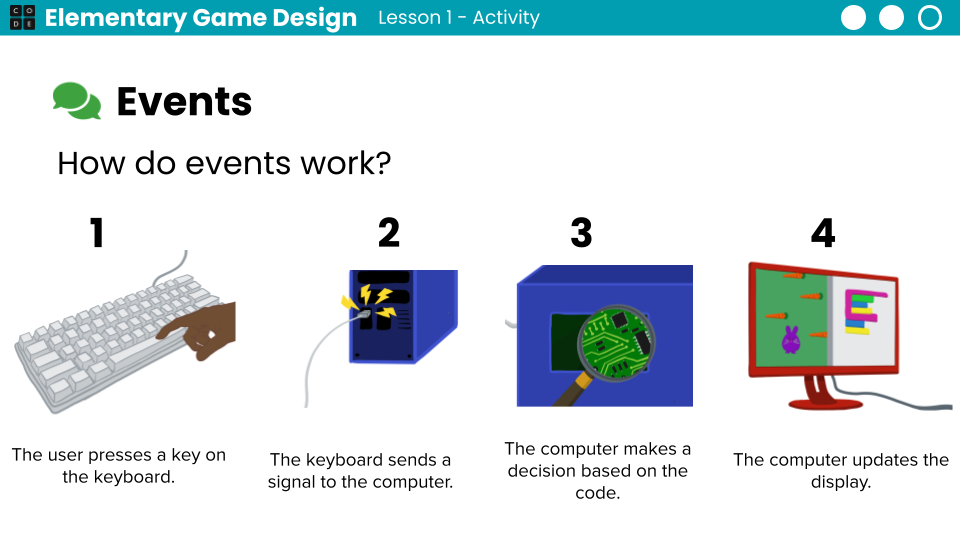 C O
D E
Elementary Game Design
Lesson 1 - Activity
Events
How do events work?
1
2
3
4
The user presses a key on
the keyboard.
The keyboard sends a
signal to the computer.
The computer makes a
decision based on the
code.
The computer updates the
display.